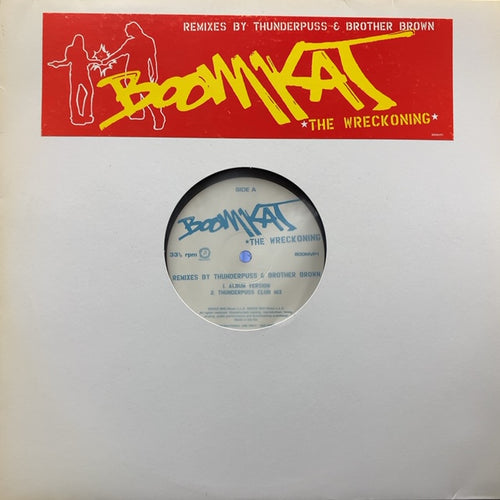 REMIXES BY THUNDERPUSS & BROTHER BROWN
BOOMKAT
*THE WRECKONING*
SIDE A
BOOMKAT
*THE WRECKONING
33⅓ rpm
REMIXES BY THUNDERPUSS & BROTHER BROWN
1. ALBUM VERSION
2. THUNDERPUSS CLUB MIX